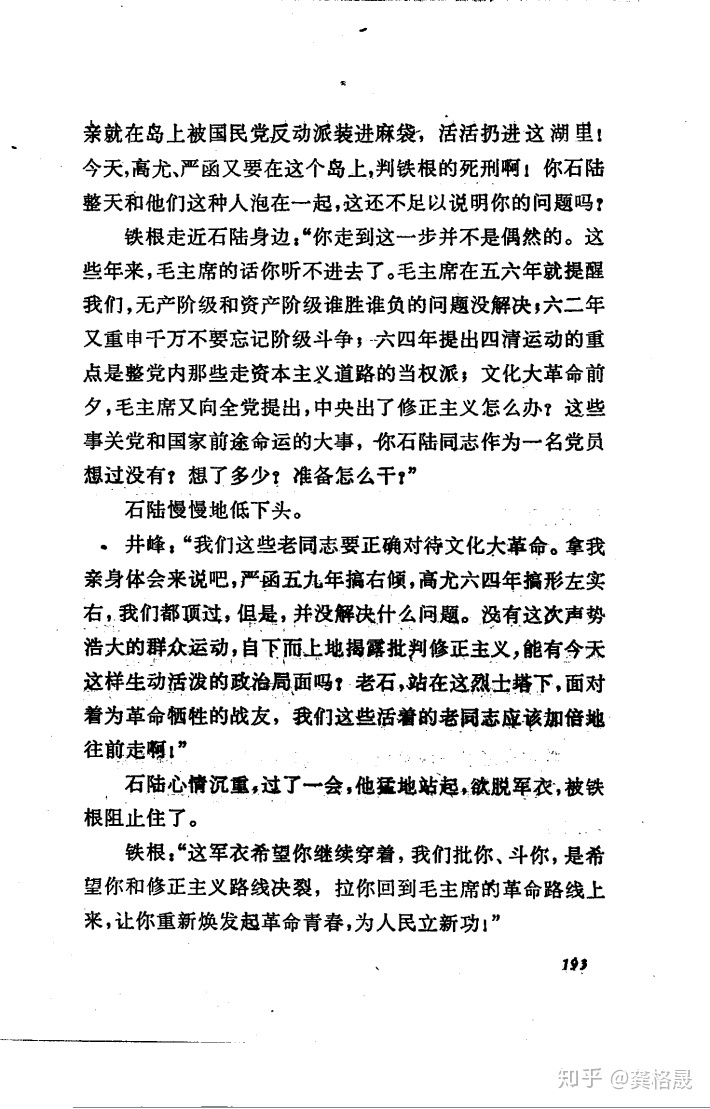 亲就在岛上被国民党反动派装进麻袋，活活扔进这湖里！
今天，高尤、严函又要在这个岛上，判铁根的死刑啊！你石陆
整天和他们这种人泡在一起，这还不足以说明你的问题吗？
铁根走近石陆身边：“你走到这一步并不是偶然的。这
些年来，毛主席的话你听不进去了。毛主席在五六年就提醒
我们，无产阶级和资产阶级谁胜谁负的问题没解决；六二年
又重申千万不要忘记阶级斗争；六四年提出四清运动的重
点是整党内那些走资本主义道路的当权派；文化大革命前
夕，毛主席又向全党提出，中央出了修正主义怎么办？这些
事关党和国家前途命运的大事，你石陆同志作为一名党员
想过没有？想了多少？准备怎么干？”
石陆慢慢地低下头。
井峰：“我们这些老同志要正确对待文化大革命。拿我
亲身体会来说吧，严函五九年搞右倾，高尤六四年搞形左实
右，我们都顶过，但是，并没解决什么问题。没有这次声势
浩大的群众运动，自下而上地揭露批判修正主义，能有今天
这样生动活泼的政治局面吗？老石，站在这烈士塔下，面对
着为革命牺牲的战友，我们这些活着的老同志应该加倍地
往前走啊！”
石陆心情沉重，过了一会，他猛地站起，欲脱军衣，被铁
根阻止住了。
铁根：“这军衣希望你继续穿着，我们批你、斗你，是希
望你和修正主义路线决裂，拉你回到毛主席的革命路线上
来，让你重新焕发起革命青春，为人民立新功！”
193
知乎 @龚格晟